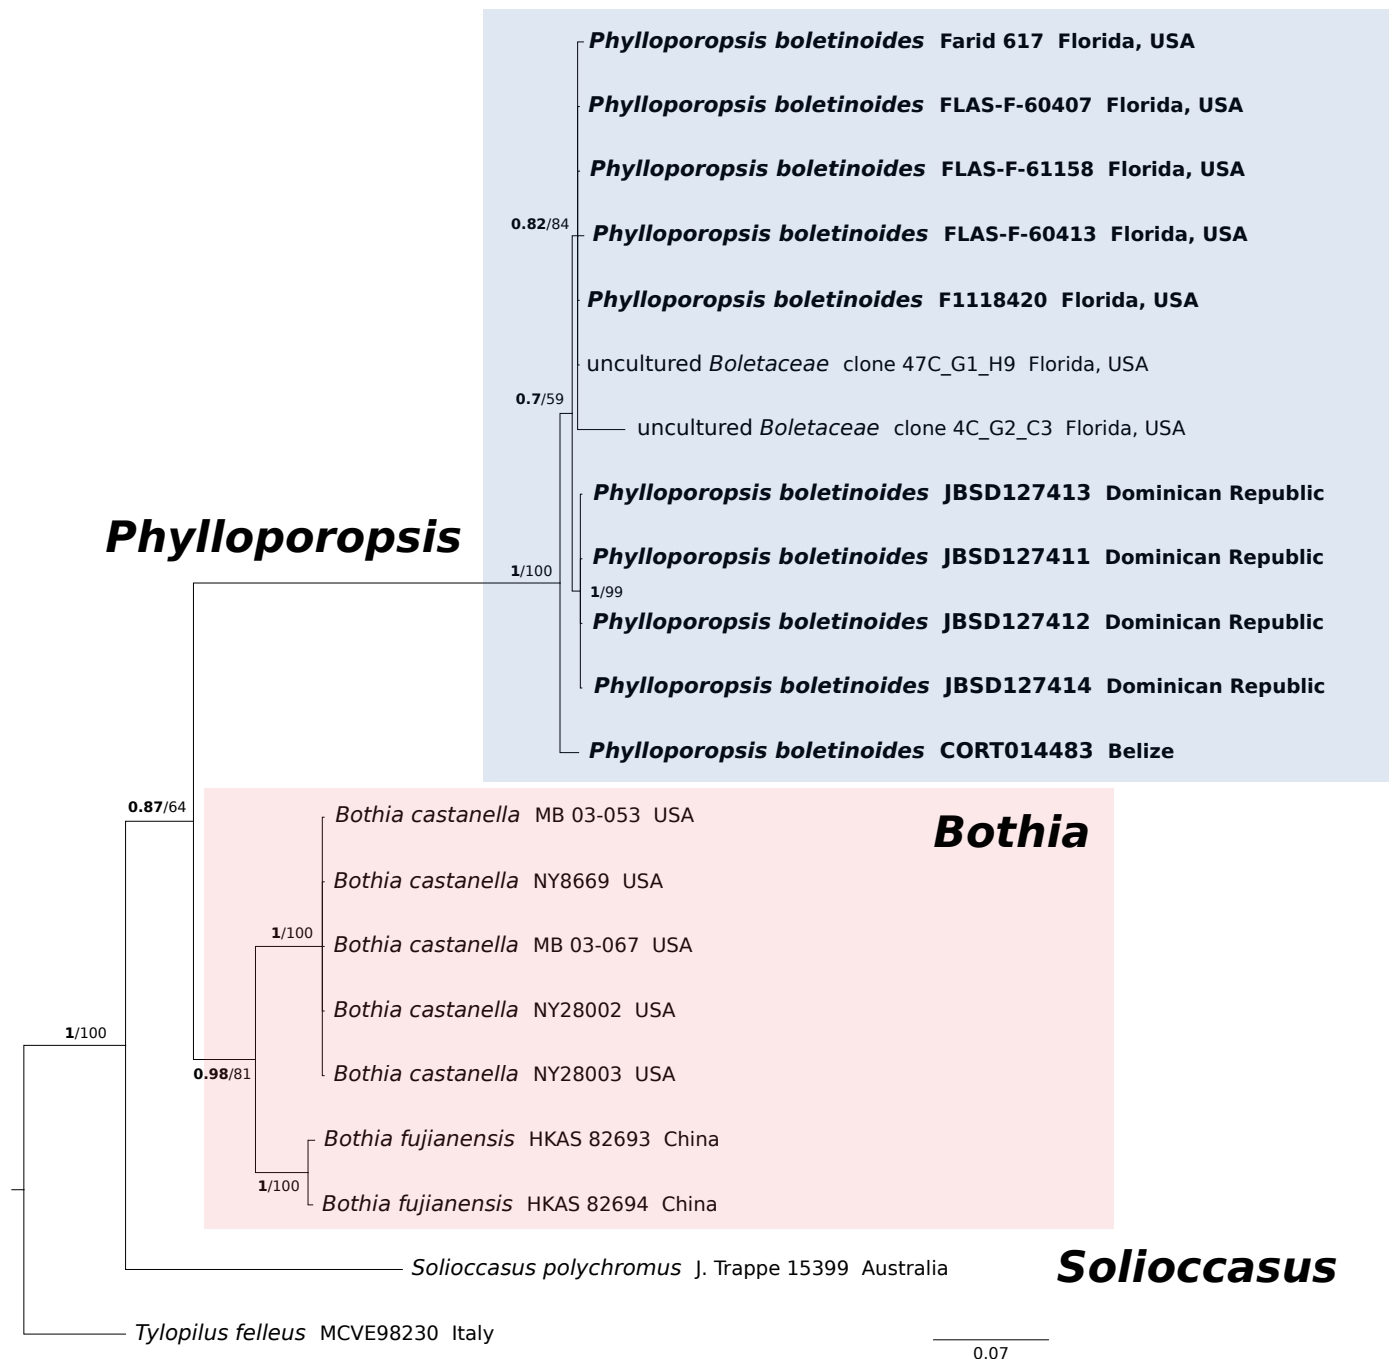 Phylloporopsis boletinoides Farid 617 Florida, USA
Phylloporopsis boletinoides FLAS-F-60407 Florida, USA
Phylloporopsis boletinoides FLAS-F-61158 Florida, USA
0.82/84
Phylloporopsis boletinoides FLAS-F-60413 Florida, USA
Phylloporopsis boletinoides F1118420 Florida, USA
uncultured Boletaceae clone 47C_G1_H9 Florida, USA
0.7/59
uncultured Boletaceae clone 4C_G2_C3 Florida, USA
Phylloporopsis boletinoides JBSD127413 Dominican Republic
Phylloporopsis
Phylloporopsis boletinoides JBSD127411 Dominican Republic
1/100
1/99
Phylloporopsis boletinoides JBSD127412 Dominican Republic
Phylloporopsis boletinoides JBSD127414 Dominican Republic
Phylloporopsis boletinoides CORT014483 Belize
0.87/64
Bothia castanella MB 03-053 USA
Bothia
Bothia castanella NY8669 USA
1/100
Bothia castanella MB 03-067 USA
Bothia castanella NY28002 USA
1/100
0.98/81
Bothia castanella NY28003 USA
Bothia fujianensis HKAS 82693 China
1/100
Bothia fujianensis HKAS 82694 China
Solioccasus polychromus J. Trappe 15399 Australia
Solioccasus
Tylopilus felleus MCVE98230 Italy
0.07